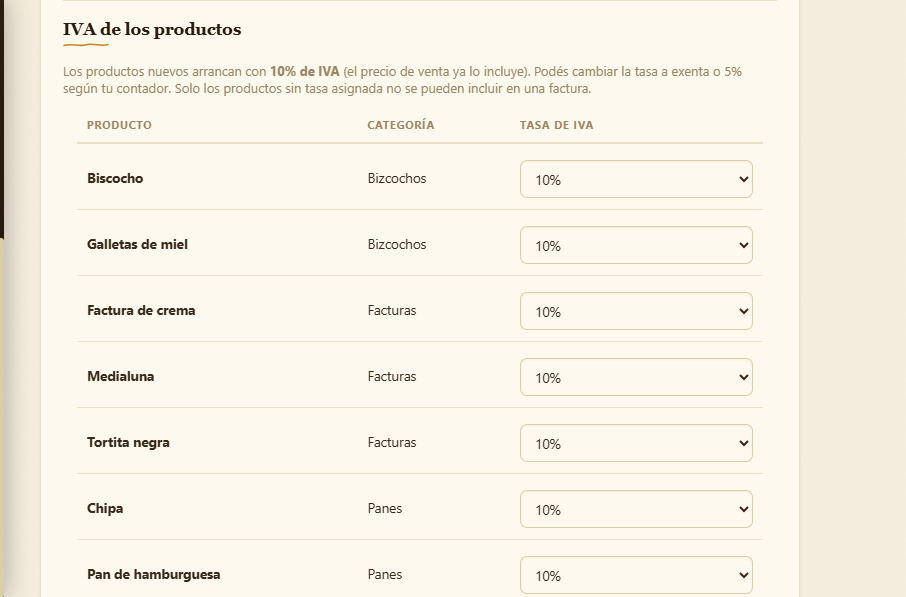 IVA de los productos
Los productos nuevos arrancan con 10% de IVA (el precio de venta ya lo incluye). Podés cambiar la tasa a exenta o 5%
según tu contador. Solo los productos sin tasa asignada no se pueden incluir en una factura.
PRODUCTO CATEGORÍA TASA DE IVA
Biscocho Bizcochos 10%
Galletas de miel Bizcochos 10%
Factura de crema Facturas 10%
Medialuna Facturas 10%
Tortita negra Facturas 10%
Chipa Panes 10%
Pan de hamburguesa Panes 10%